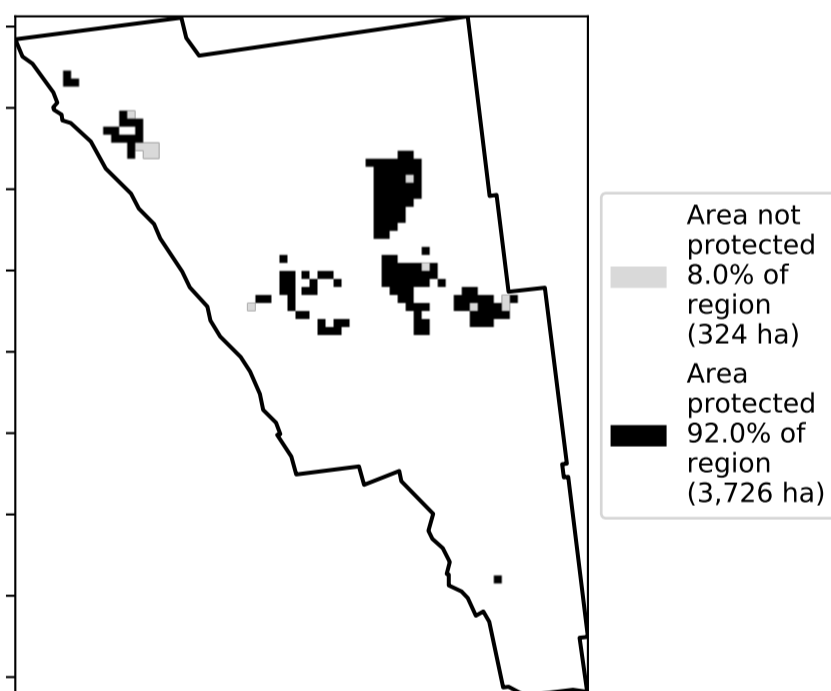 Area not
protected
8.0% of
region
(324 ha)
Area
protected
92.0% of
region
(3,726 ha)